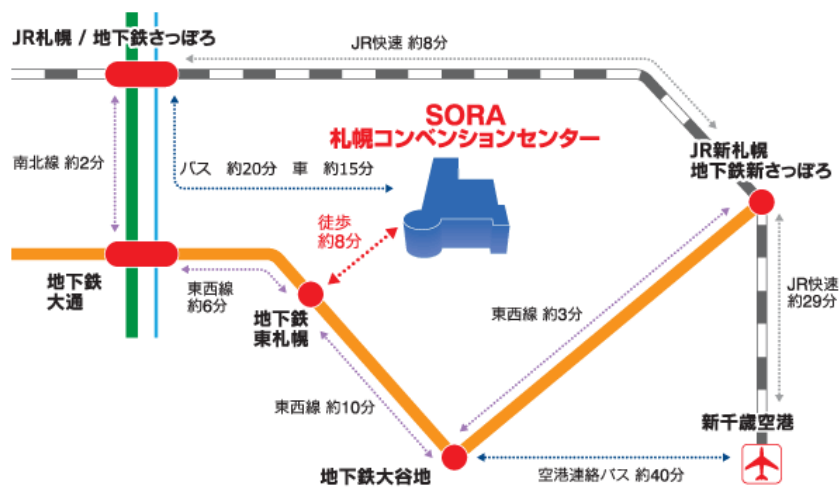 JR札幌 / 地下鉄さっぽろ
JR快速 約8分
SORA
札幌コンベンションセンター
JR新札幌
地下鉄新さっぽろ
南北線 約2分
バス 約20分 車 約15分
徒歩
約8分
地下鉄
大通
東西線
約6分
地下鉄
東札幌
東西線 約3分
JR快速
約29分
東西線 約10分
新千歳空港
地下鉄大谷地
空港連絡バス 約40分